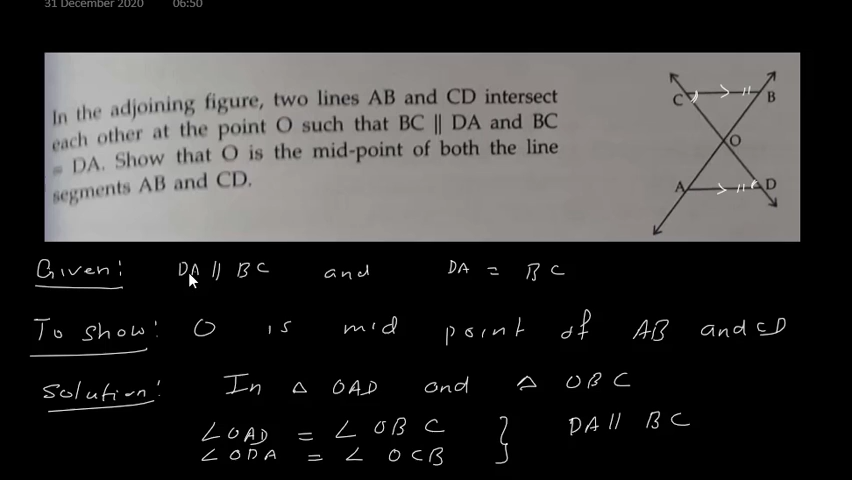 31 December 2020 06:50
In the adjoining figure, two lines AB and CD intersect
each other at the point O such that BC || DA and BC
= DA. Show that O is the mid-point of both the line
segments AB and CD.
C B
O
A D
Given: DA || BC and DA = BC
To show: O is mid point of AB and CD
Solution: In △ OAD and △ OBC
∠OAD = ∠OBC } DA || BC
∠ODA = ∠OCB